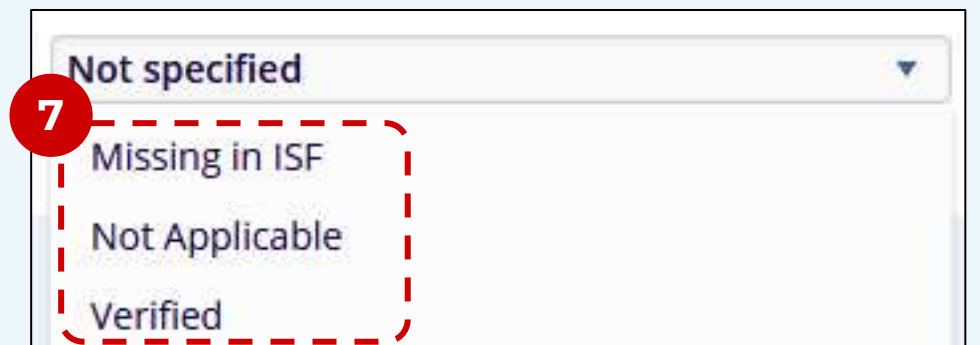 Not specified
7
Missing in ISF
Not Applicable
Verified